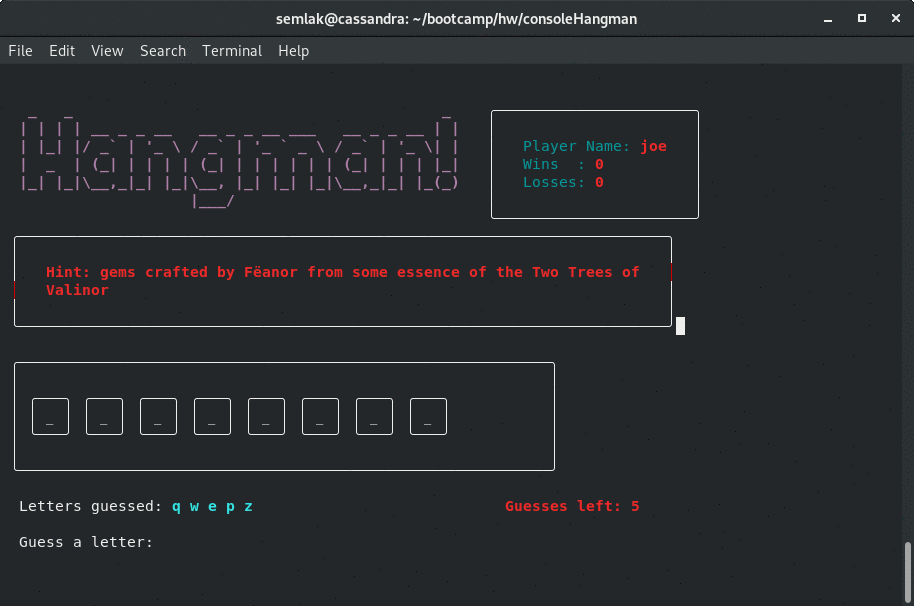 semlak@cassandra: ~/bootcamp/hw/consoleHangman
File Edit View Search Terminal Help
Hangman!
Player Name: joe
Wins : 0
Losses: 0
Hint: gems crafted by Fëanor from some essence of the Two Trees of
Valinor
_ _ _ _ _ _ _ _
Letters guessed: q w e p z
Guesses left: 5
Guess a letter: